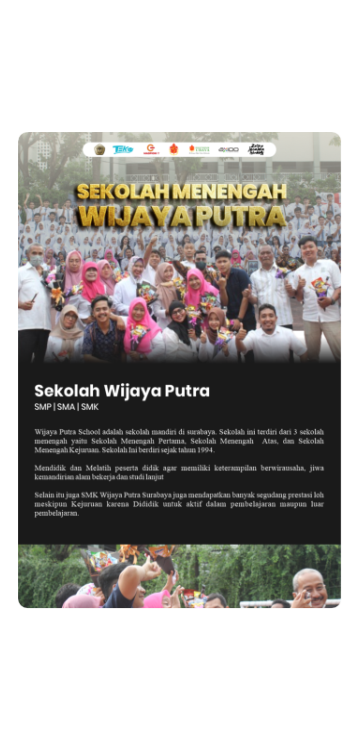 SEKOLAH MENENGAH
WIJAYA PUTRA
Sekolah Wijaya Putra
SMP | SMA | SMK
Wijaya Putra School adalah sekolah mandiri di surabaya. Sekolah ini terdiri dari 3 sekolah
menengah yaitu Sekolah Menengah Pertama, Sekolah Menengah Atas, dan Sekolah
Menengah Kejuruan. Sekolah Ini berdiri sejak tahun 1994.
Mendidik dan Melatih peserta didik agar memiliki keterampilan berwirausaha, jiwa
kemandirian alam bekerja dan studi lanjut
Selain itu juga SMK Wijaya Putra Surabaya juga mendapatkan banyak segudang prestasi loh
meskipun Kejuruan karena Dididik untuk aktif dalam pembelajaran maupun luar
pembelajaran.